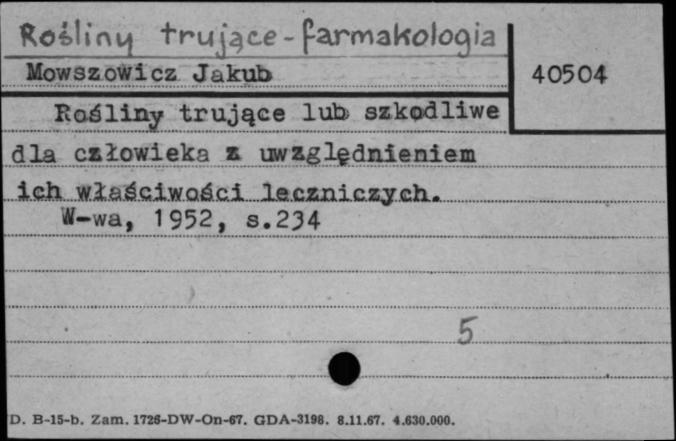 Rośliny trujące - farmakologia
Mowszowicz Jakub
40504
Rośliny trujące lub szkodliwe
dla człowieka z uwzględnieniem
ich właściwości leczniczych.
W-wa, 1952, s.234
5
D. B-15-b. Zam. 1726-DW-On-67. GDA-3198. 8.11.67. 4.630.000.